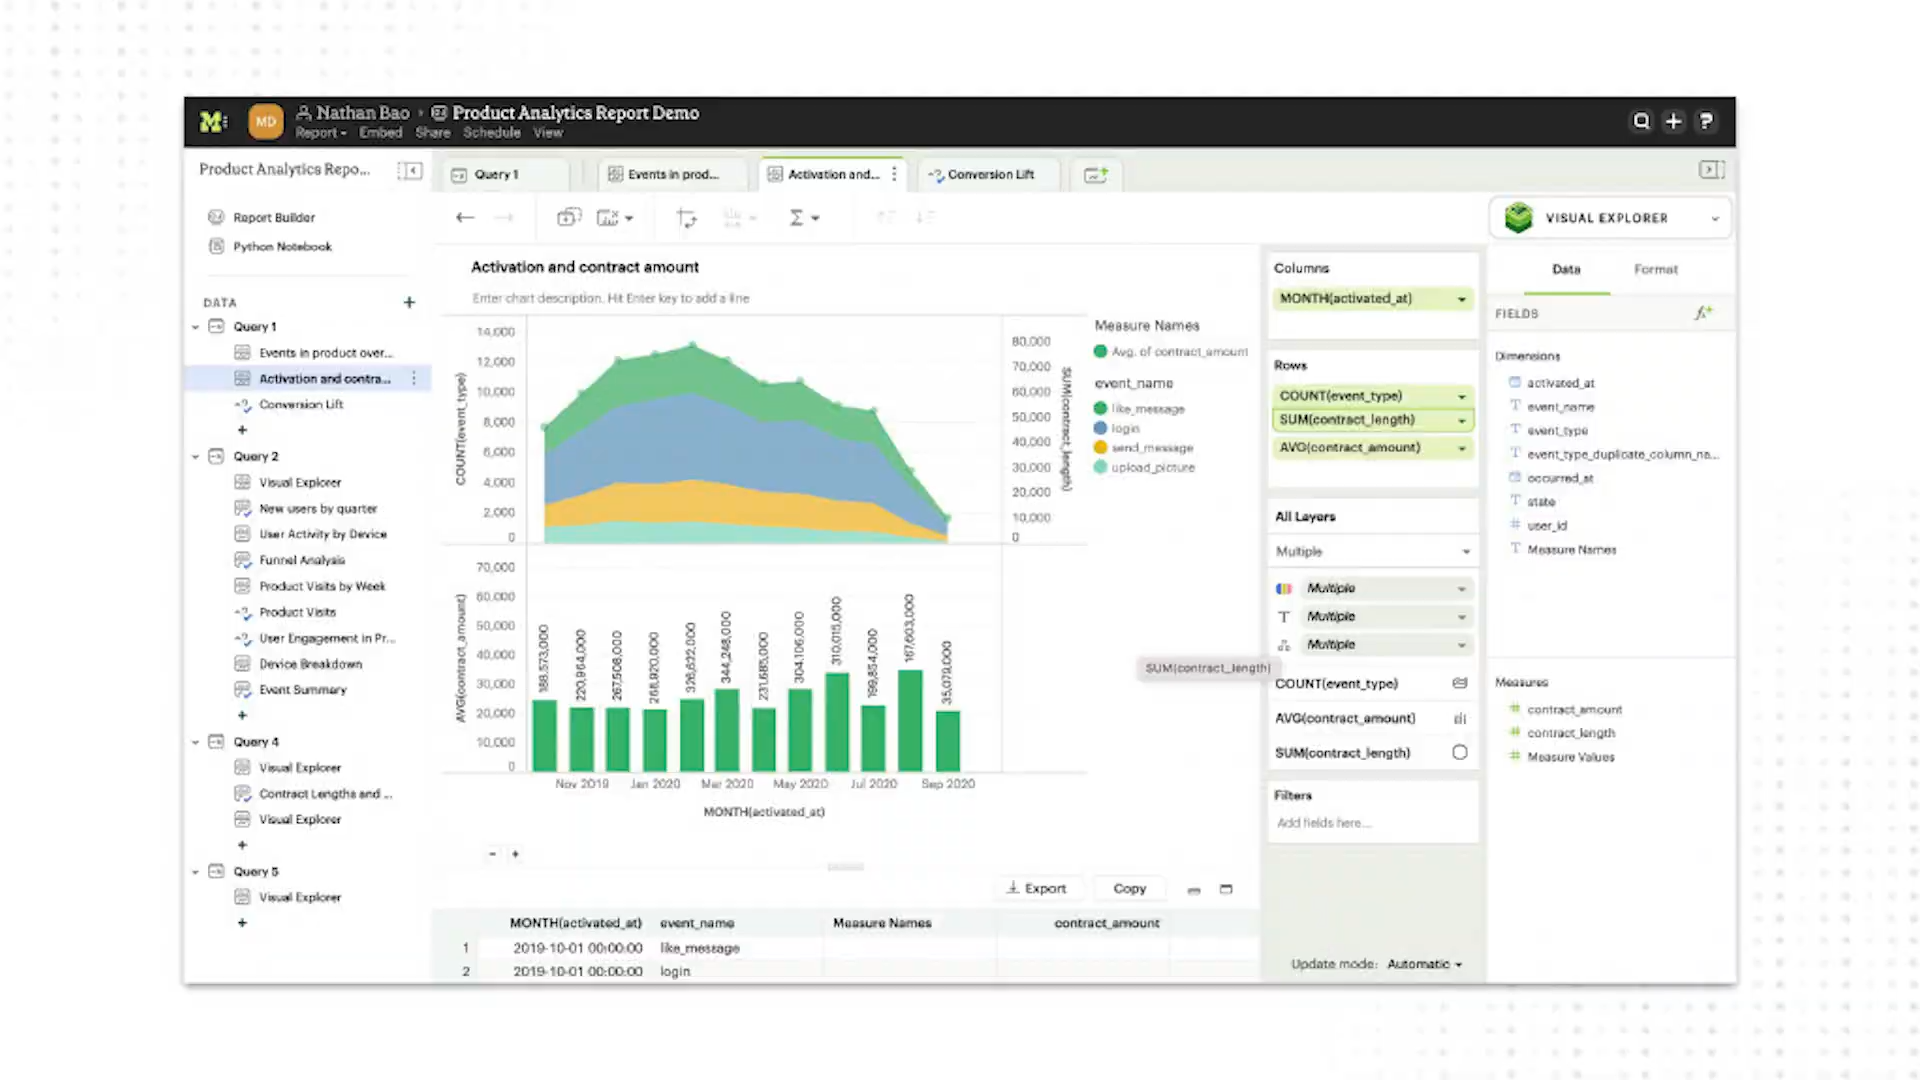 MD
Nathan Bao › Product Analytics Report Demo
Report Embed Share Schedule View
Product Analytics Repo...
Query 1
Events in prod...
Activation and...
Conversion Lift
Report Builder
Python Notebook
VISUAL EXPLORER
Data Format
FIELDS
DATA
Query 1
Events in product over...
Activation and contra...
Conversion Lift
Query 2
Visual Explorer
New users by quarter
User Activity by Device
Funnel Analysis
Product Visits by Week
Product Visits
User Engagement in Pr...
Device Breakdown
Event Summary
Query 4
Visual Explorer
Contract Lengths and ...
Visual Explorer
Query 5
Visual Explorer
Activation and contract amount
Enter chart description. Hit Enter key to add a line
COUNT(event_type)
14,000
12,000
10,000
8,000
6,000
4,000
2,000
0
80,000
70,000
60,000
50,000
40,000
30,000
20,000
10,000
0
SUM(contract_length)
Measure Names
Avg. of contract_amount
event_name
like_message
login
send_message
upload_picture
AVG(contract_amount)
70,000
60,000
50,000
40,000
30,000
20,000
10,000
0
220,964,000
267,508,000
344,248,000
304,106,000
310,015,000
199,854,000
167,603,000
35,079,000
Nov 2019 Jan 2020 Mar 2020 May 2020 Jul 2020 Sep 2020
MONTH(activated_at)
SUM(contract_length)
Columns
MONTH(activated_at)
Rows
COUNT(event_type)
SUM(contract_length)
AVG(contract_amount)
All Layers
Multiple
Multiple
Multiple
Multiple
COUNT(event_type)
AVG(contract_amount)
SUM(contract_length)
Filters
Add fields here...
Update mode: Automatic
Dimensions
activated_at
event_name
event_type
event_type_duplicate_column_na...
occurred_at
state
user_id
Measure Names
Measures
contract_amount
contract_length
Measure Values
Export Copy
MONTH(activated_at) event_name Measure Names contract_amount
1 2019-10-01 00:00:00 like_message
2 2019-10-01 00:00:00 login